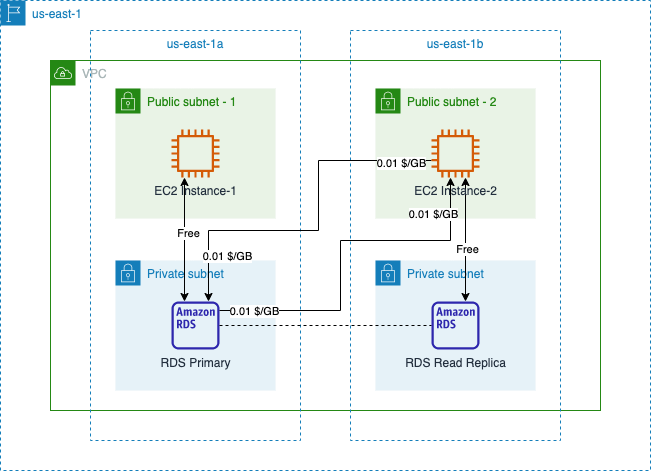 us-east-1
us-east-1a
us-east-1b
VPC
Public subnet - 1
Public subnet - 2
0.01 $/GB
EC2 Instance-1
EC2 Instance-2
0.01 $/GB
Free
Free
0.01 $/GB
Private subnet
Private subnet
0.01 $/GB
Amazon
RDS
Amazon
RDS
RDS Primary
RDS Read Replica